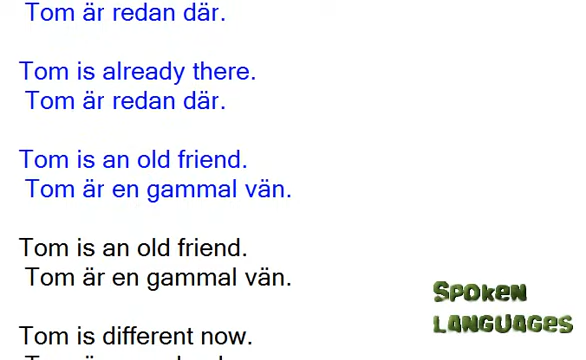 Tom är redan där.
Tom is already there.
Tom är redan där.
Tom is an old friend.
Tom är en gammal vän.
Tom is an old friend.
Tom är en gammal vän.
Tom is different now.
Spoken
Languages